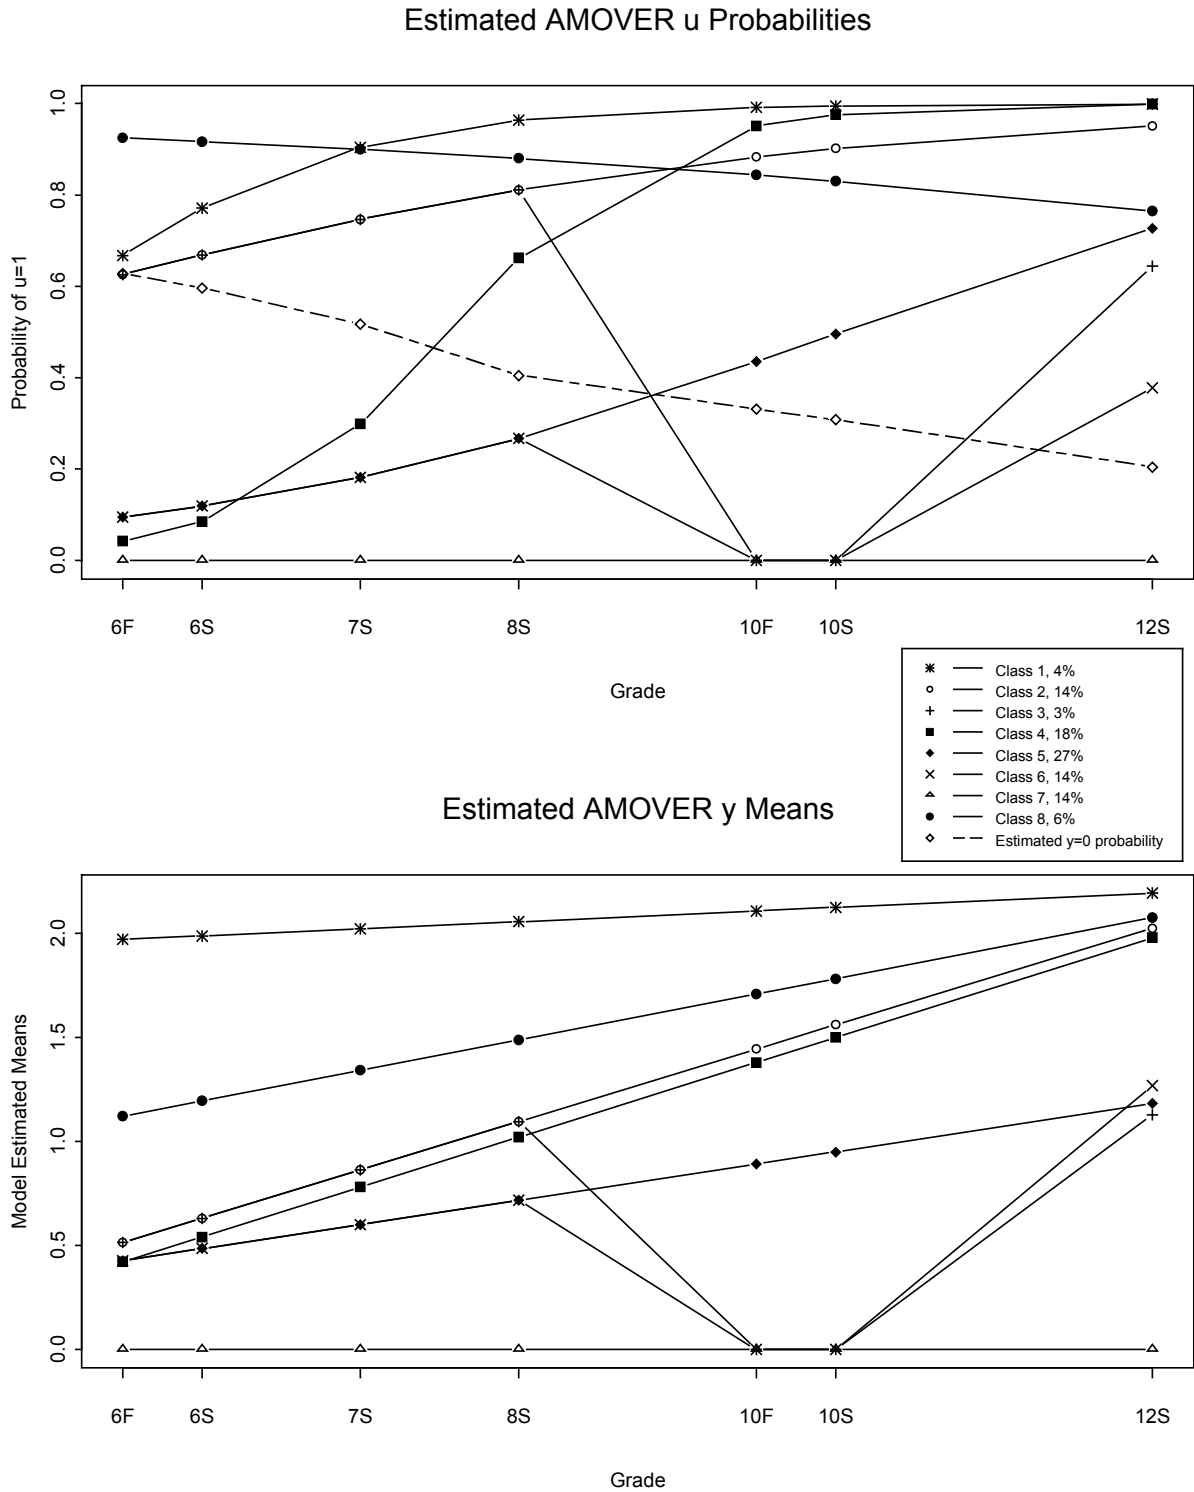 Estimated AMOVER u Probabilities
Probability of u=1
1.0
0.8
0.6
0.4
0.2
0.0
6F 6S 7S 8S 10F 10S 12S
Grade
Class 1, 4%
Class 2, 14%
Class 3, 3%
Class 4, 18%
Class 5, 27%
Class 6, 14%
Class 7, 14%
Class 8, 6%
Estimated y=0 probability
Estimated AMOVER y Means
Model Estimated Means
2.0
1.5
1.0
0.5
0.0
6F 6S 7S 8S 10F 10S 12S
Grade